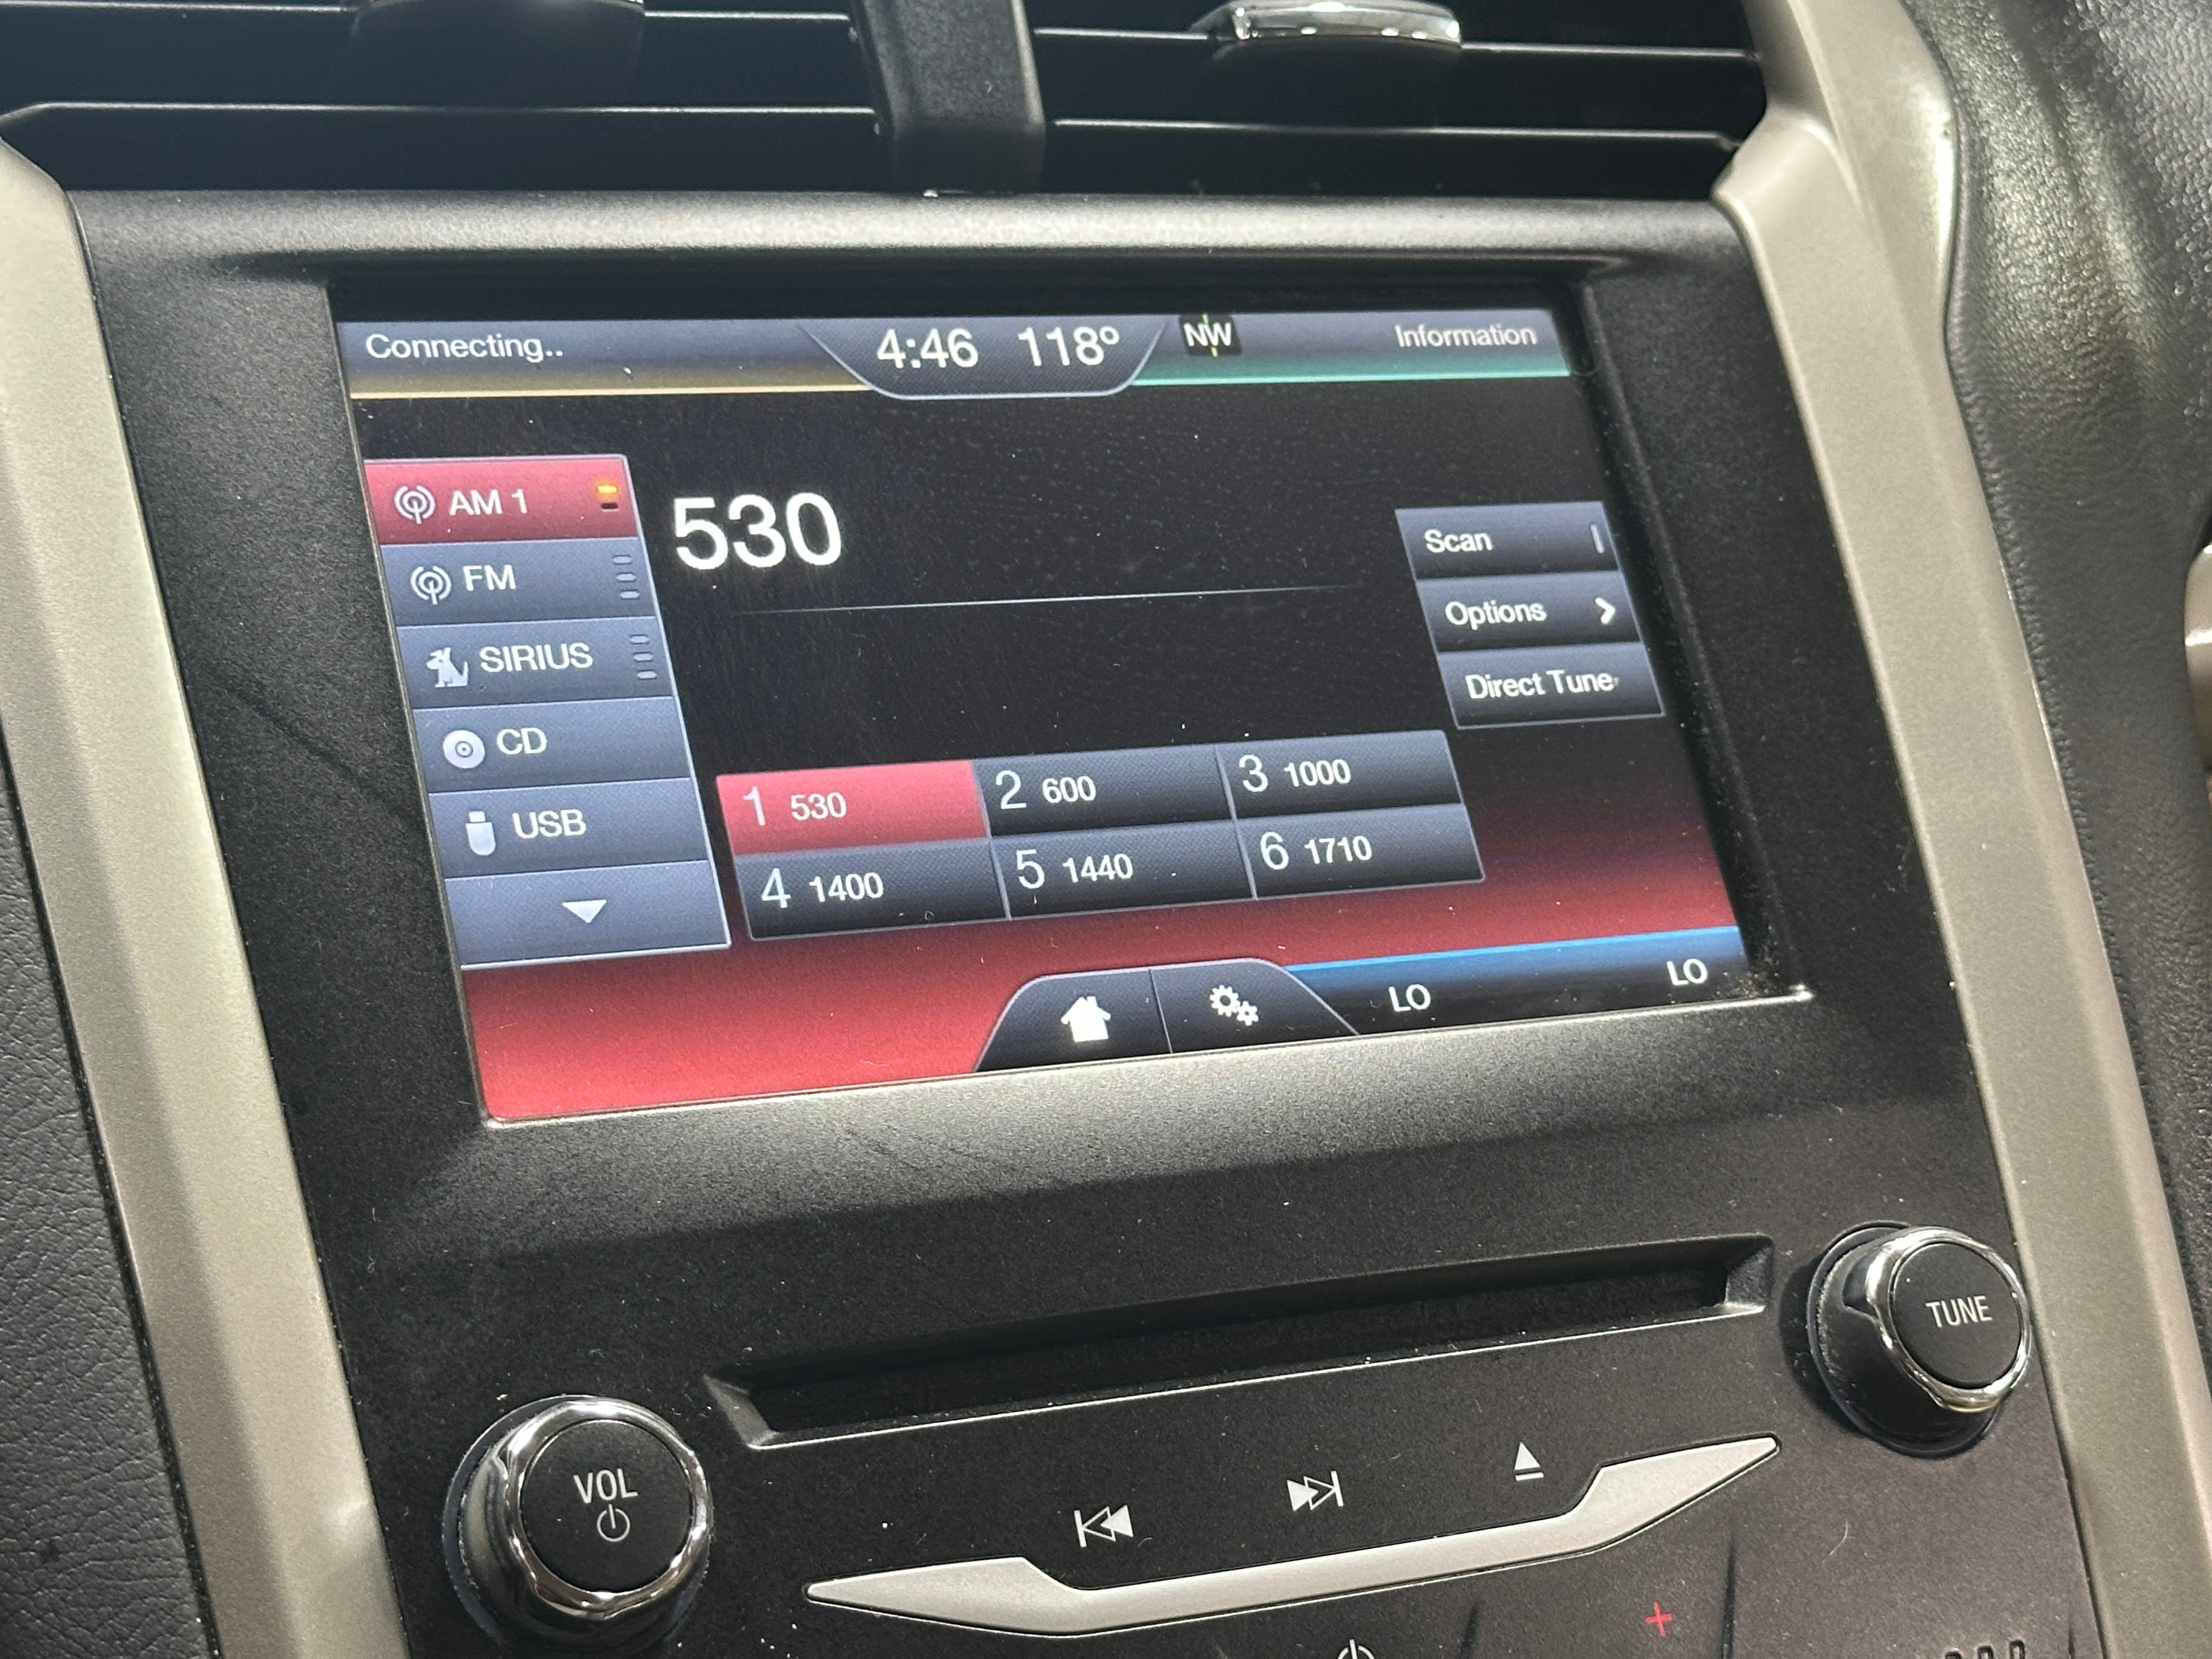 Connecting..
4:46 118°
NW
Information
AM 1
FM
SIRIUS
CD
USB
530
Scan
Options
Direct Tune
1 530
2 600
3 1000
4 1400
5 1440
6 1710
LO
LO
TUNE
VOL
+